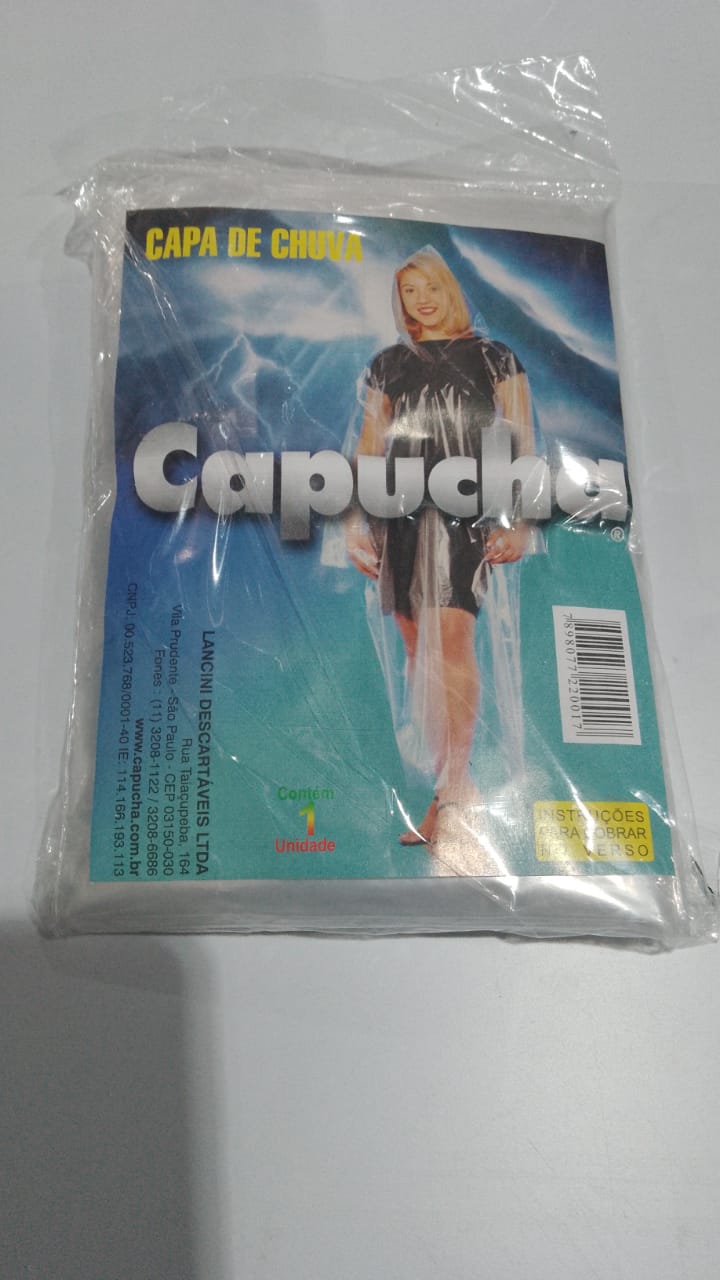 CAPA DE CHUVA
Capucha®
LANCINI DESCARTÁVEIS LTDA
Rua Taiaçupeba, 164
Vila Prudente - São Paulo - CEP 03150-030
Fones : (11) 3208-1122 / 3208-6686
www.capucha.com.br
CNPJ: 00.523.768/0001-40 IE: 114.166.193.113
Contém
1
Unidade
7898077220017
INSTRUÇÕES
PARA DOBRAR
NO VERSO